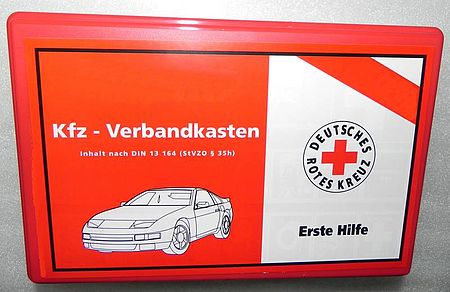 Kfz - Verbandkasten
Inhalt nach DIN 13 164 (StVZO § 35h)
DEUTSCHES
ROTES KREUZ
Erste Hilfe